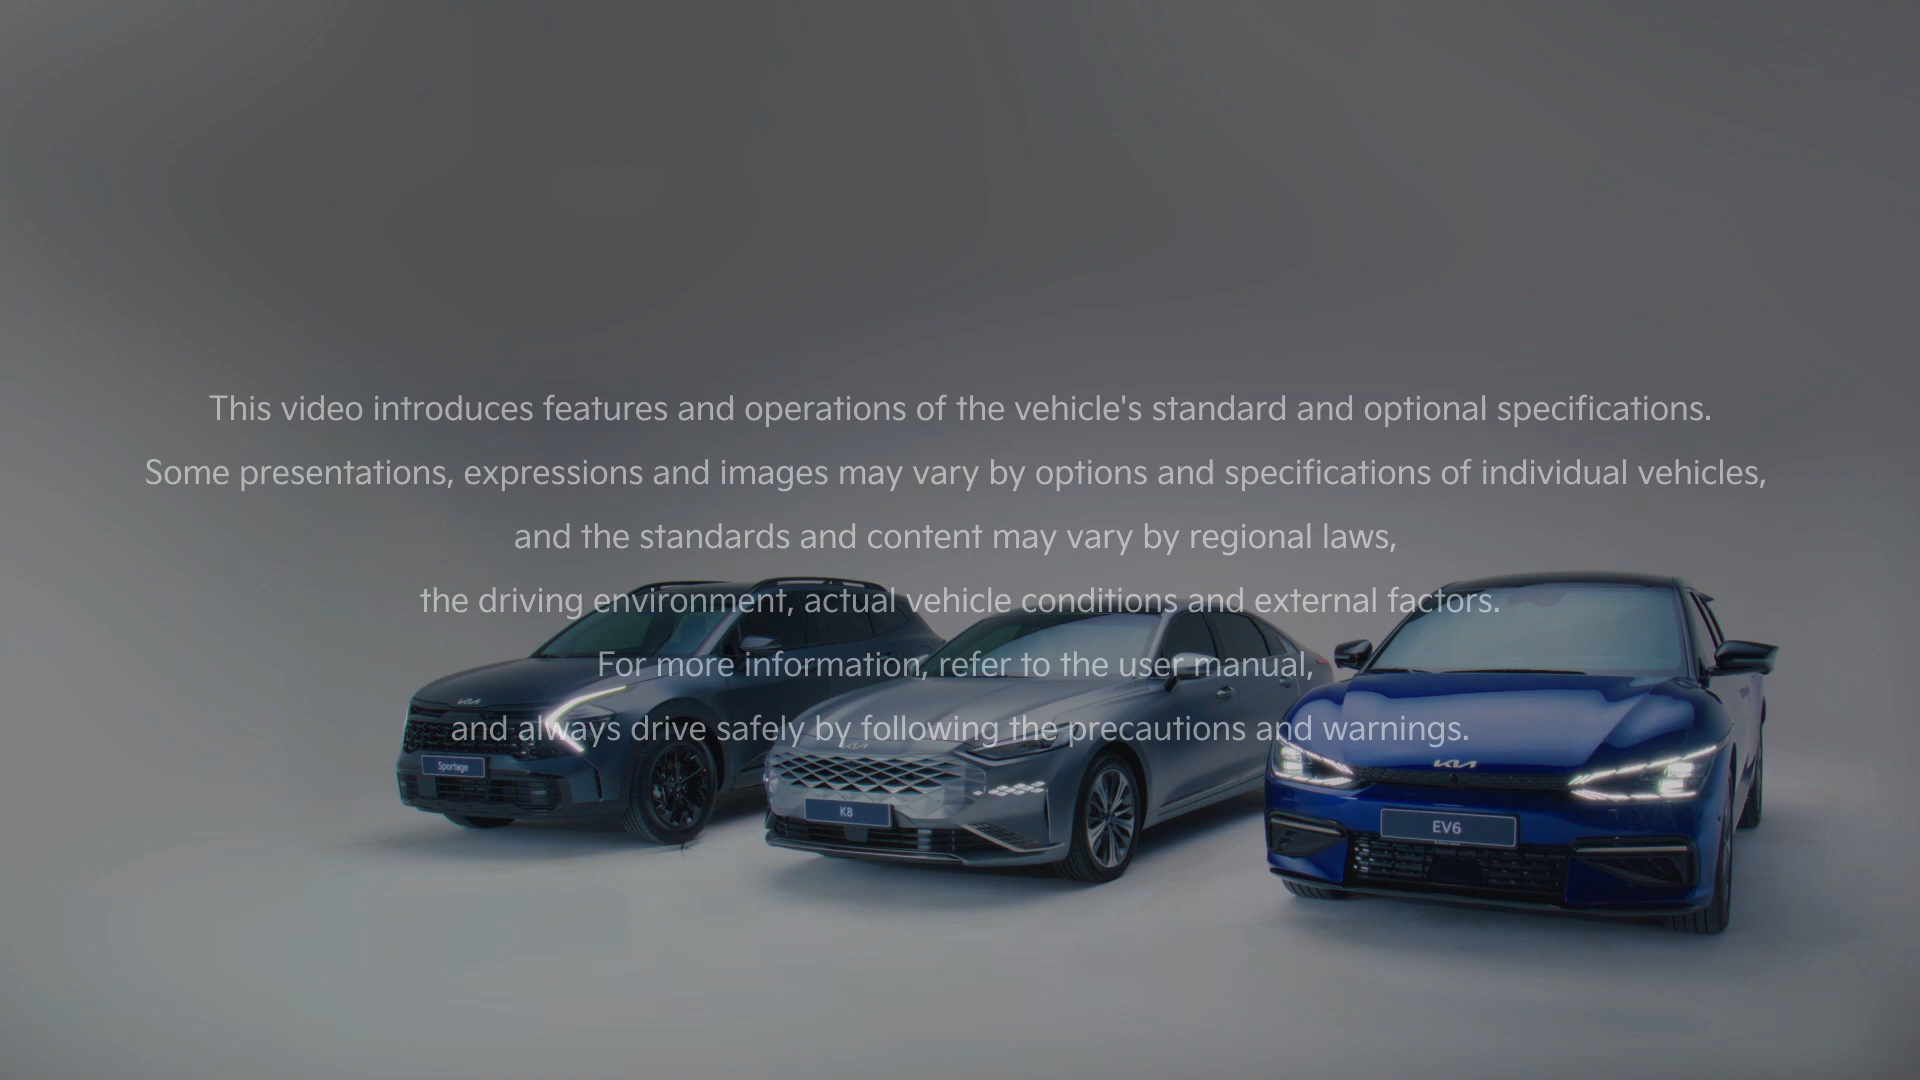 This video introduces features and operations of the vehicle's standard and optional specifications.
Some presentations, expressions and images may vary by options and specifications of individual vehicles,
and the standards and content may vary by regional laws,
the driving environment, actual vehicle conditions and external factors.
For more information, refer to the user manual,
and always drive safely by following the precautions and warnings.
KIA
Sportage
KIA
K8
KIA
EV6